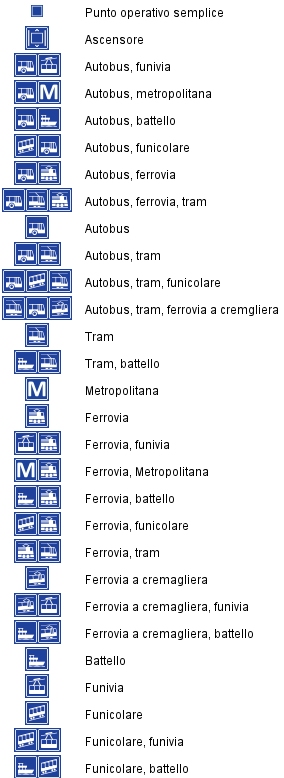 Punto operativo semplice
Ascensore
Autobus, funivia
M Autobus, metropolitana
Autobus, battello
Autobus, funicolare
Autobus, ferrovia
Autobus, ferrovia, tram
Autobus
Autobus, tram
Autobus, tram, funicolare
Autobus, tram, ferrovia a cremgliera
Tram
Tram, battello
M Metropolitana
Ferrovia
Ferrovia, funivia
M Ferrovia, Metropolitana
Ferrovia, battello
Ferrovia, funicolare
Ferrovia, tram
Ferrovia a cremagliera
Ferrovia a cremagliera, funivia
Ferrovia a cremagliera, battello
Battello
Funivia
Funicolare
Funicolare, funivia
Funicolare, battello